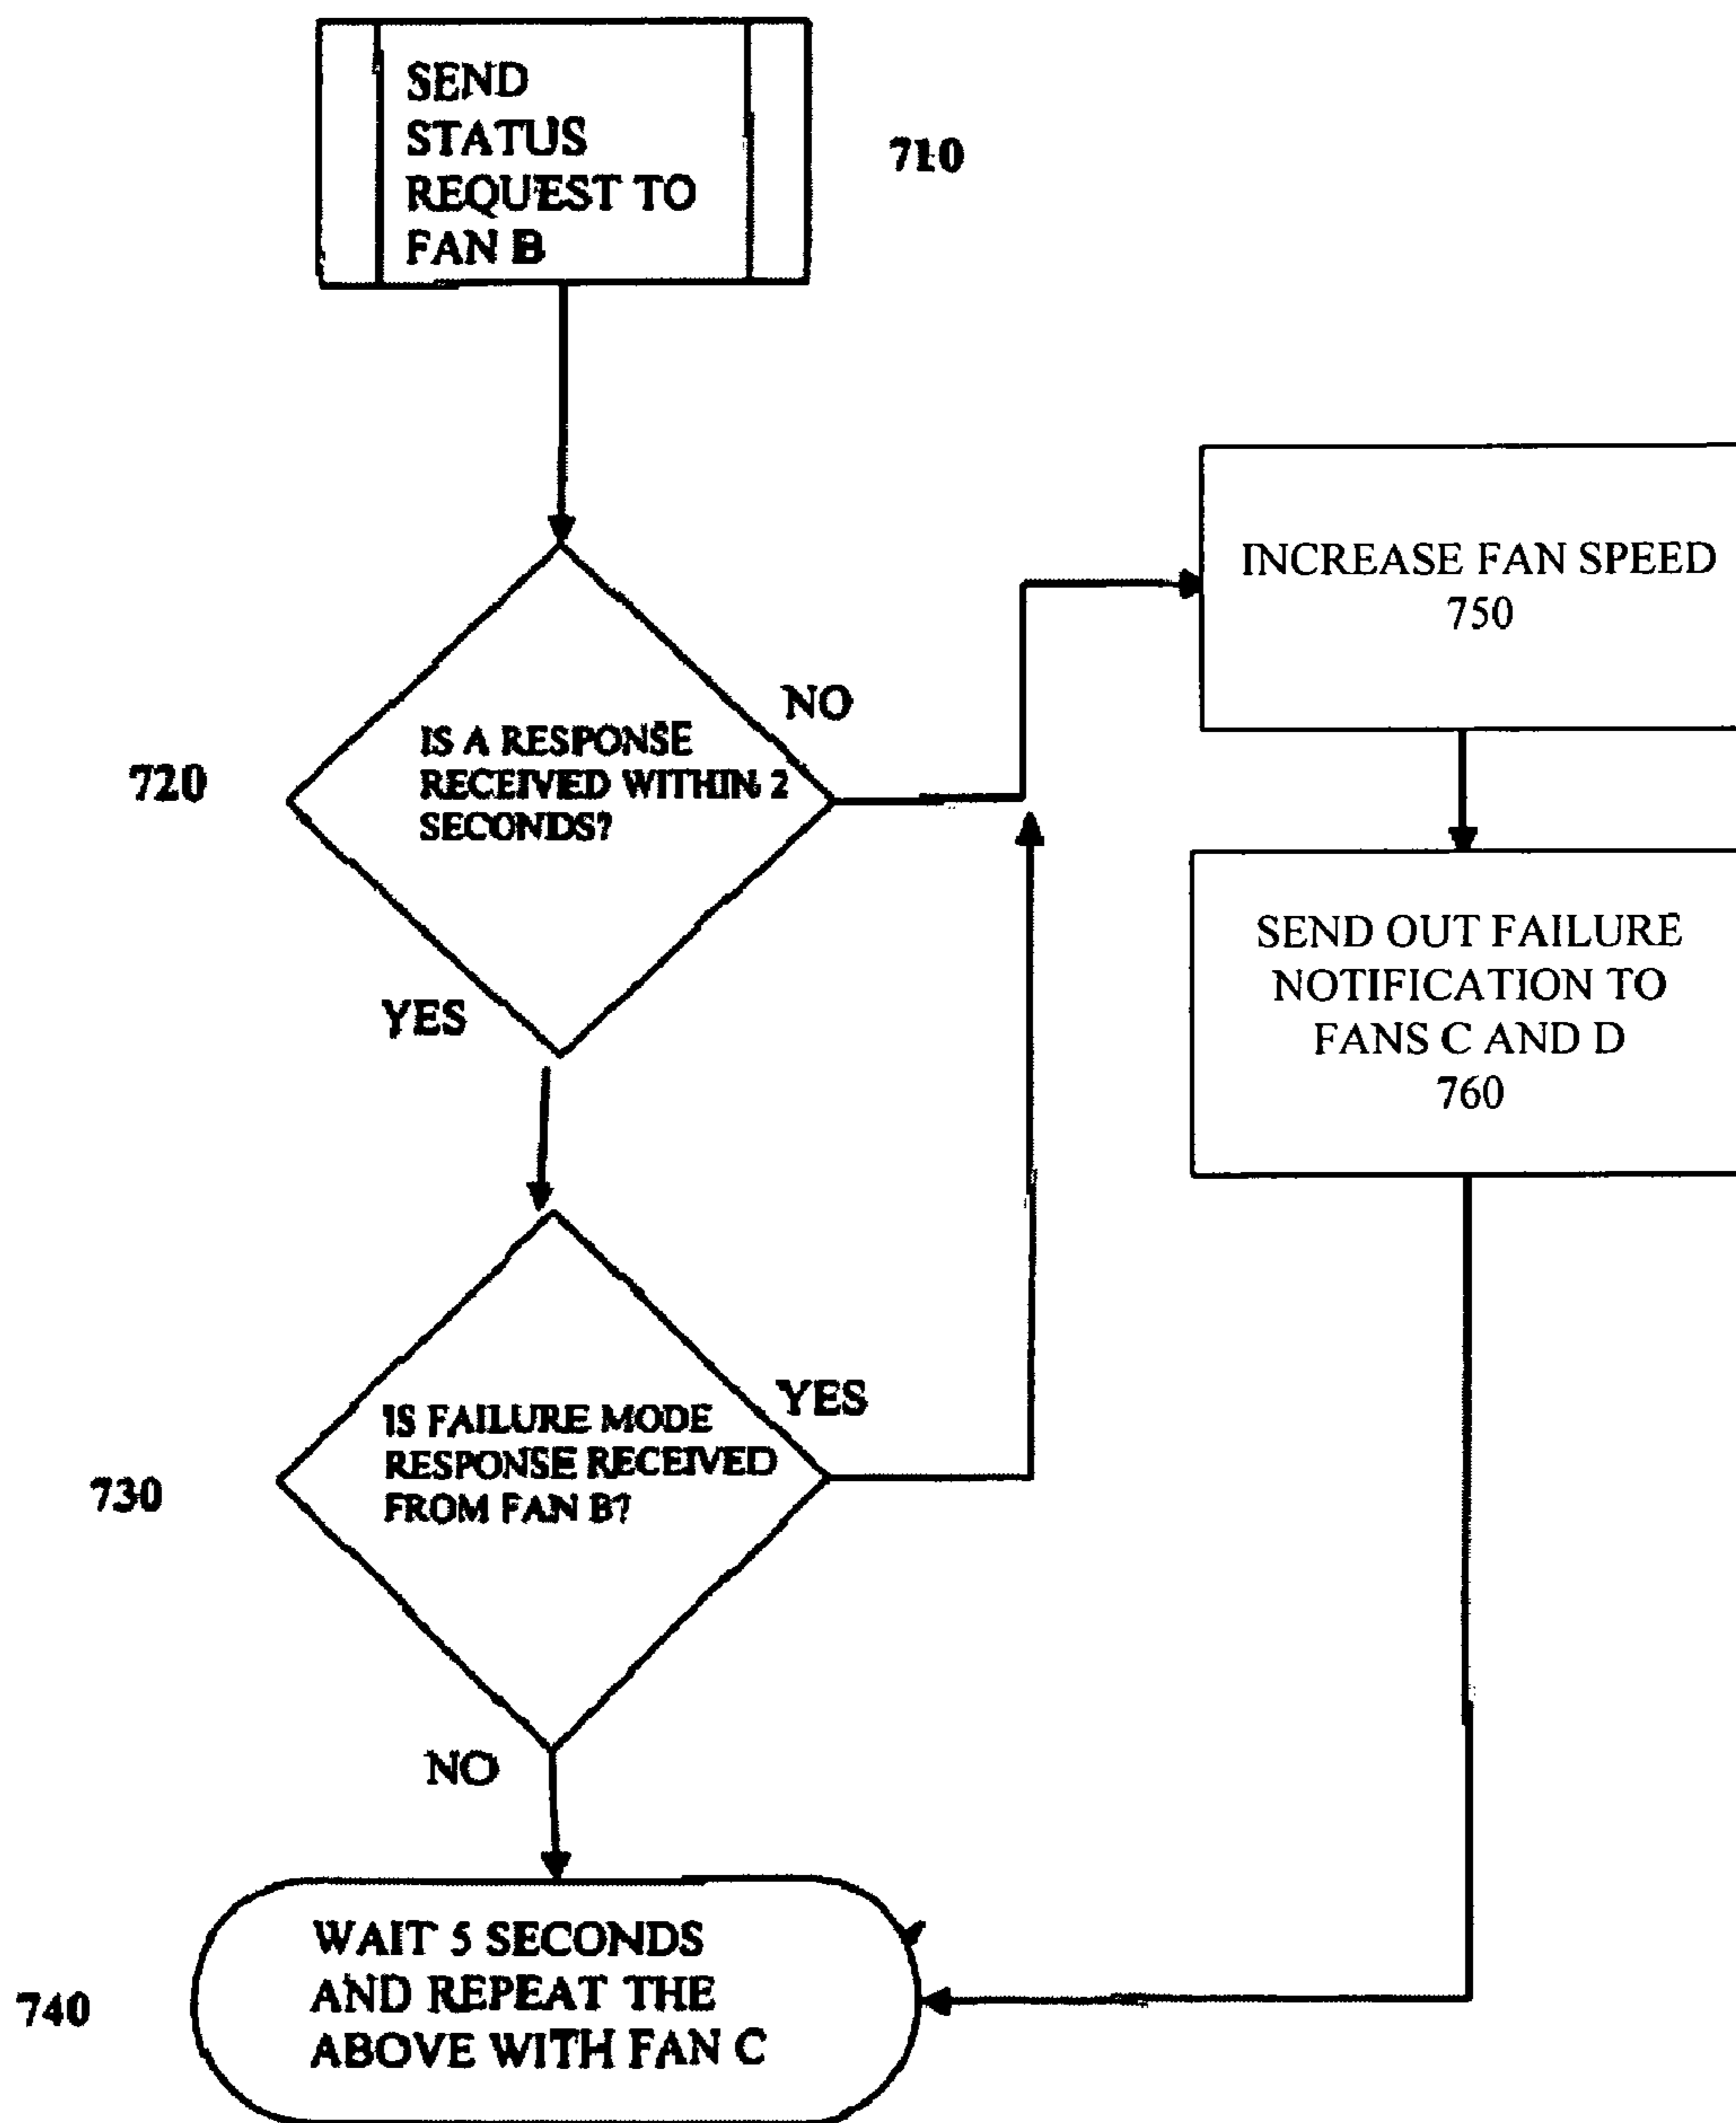 SEND
STATUS
REQUEST TO
FAN B
710
INCREASE FAN SPEED
750
NO
IS A RESPONSE
RECEIVED WITHIN 2
SECONDS?
720
YES
SEND OUT FAILURE
NOTIFICATION TO
FANS C AND D
760
YES
IS FAILURE MODE
RESPONSE RECEIVED
FROM FAN B?
730
NO
WAIT 5 SECONDS
AND REPEAT THE
ABOVE WITH FAN C
740